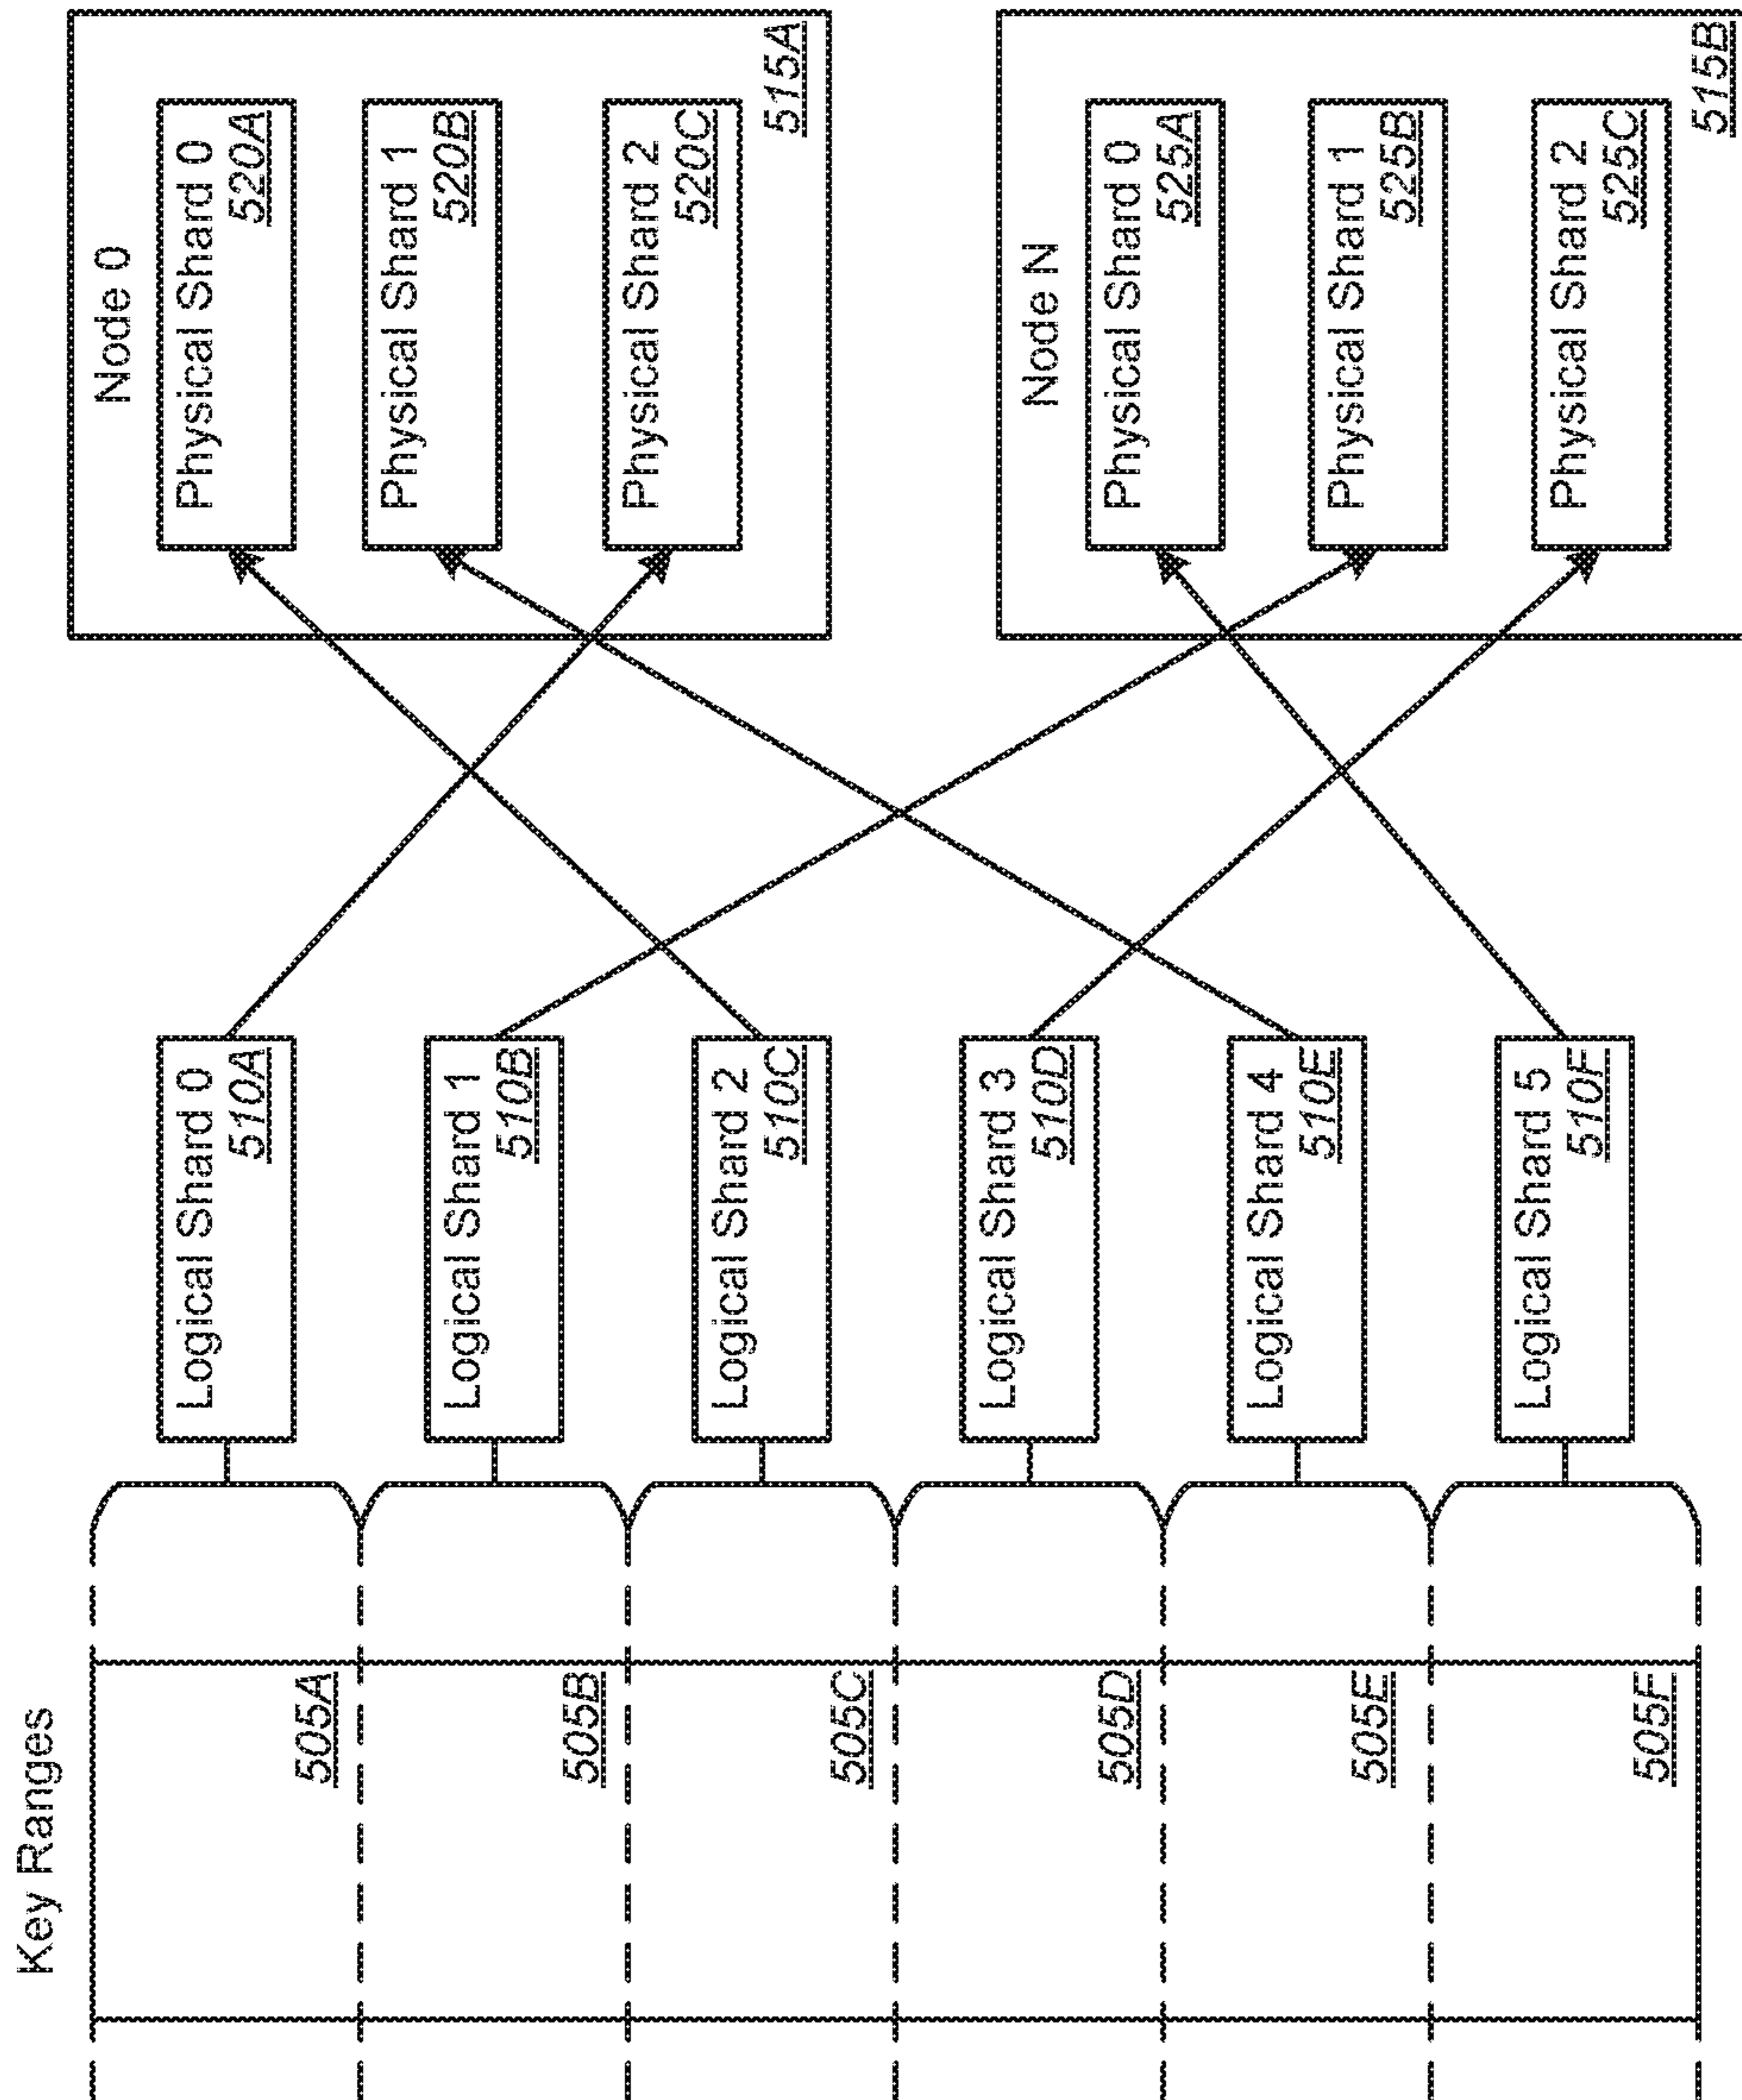 Key Ranges
505A
505B
505C
505D
505E
505F
Logical Shard 0
510A
Logical Shard 1
510B
Logical Shard 2
510C
Logical Shard 3
510D
Logical Shard 4
510E
Logical Shard 5
510F
Node 0
Physical Shard 0
520A
Physical Shard 1
520B
Physical Shard 2
520C
515A
Node N
Physical Shard 0
525A
Physical Shard 1
525B
Physical Shard 2
525C
515B